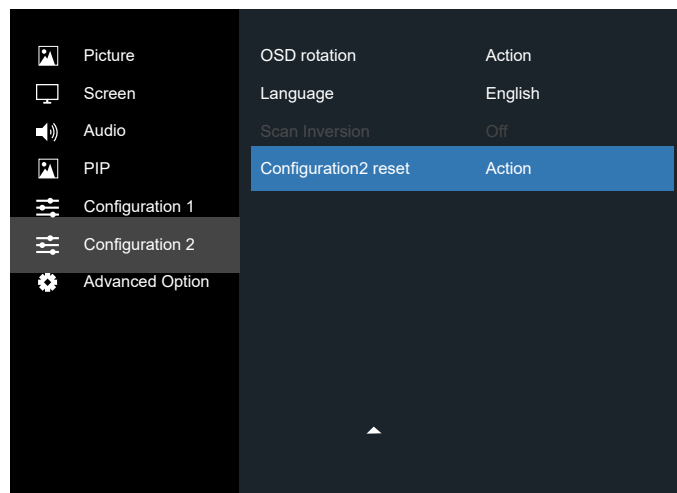 Picture
Screen
Audio
PIP
Configuration 1
Configuration 2
Advanced Option
OSD rotation Action
Language English
Scan Inversion Off
Configuration2 reset Action